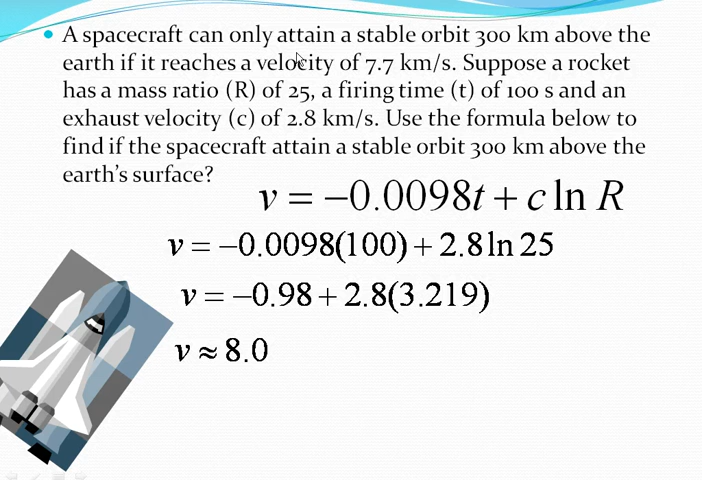 A spacecraft can only attain a stable orbit 300 km above the
earth if it reaches a velocity of 7.7 km/s. Suppose a rocket
has a mass ratio (R) of 25, a firing time (t) of 100 s and an
exhaust velocity (c) of 2.8 km/s. Use the formula below to
find if the spacecraft attain a stable orbit 300 km above the
earth's surface?
v = −0.0098t + c ln R
v = −0.0098(100) + 2.8 ln 25
v = −0.98 + 2.8(3.219)
v ≈ 8.0